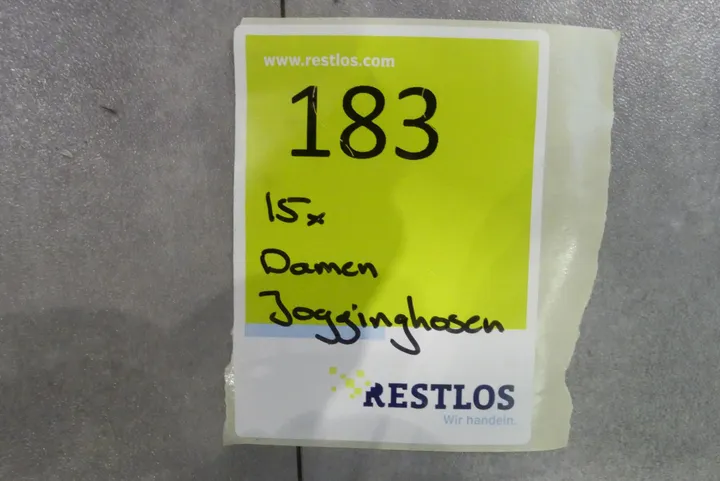 www.restlos.com
183
15x
Damen
Jogginghosen
RESTLOS
Wir handeln.